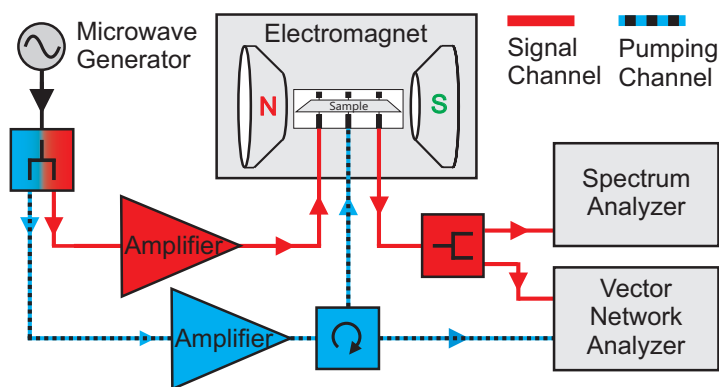 Microwave
Generator
Electromagnet
N
Sample
S
Signal
Channel
Pumping
Channel
Amplifier
Spectrum
Analyzer
Amplifier
Vector
Network
Analyzer